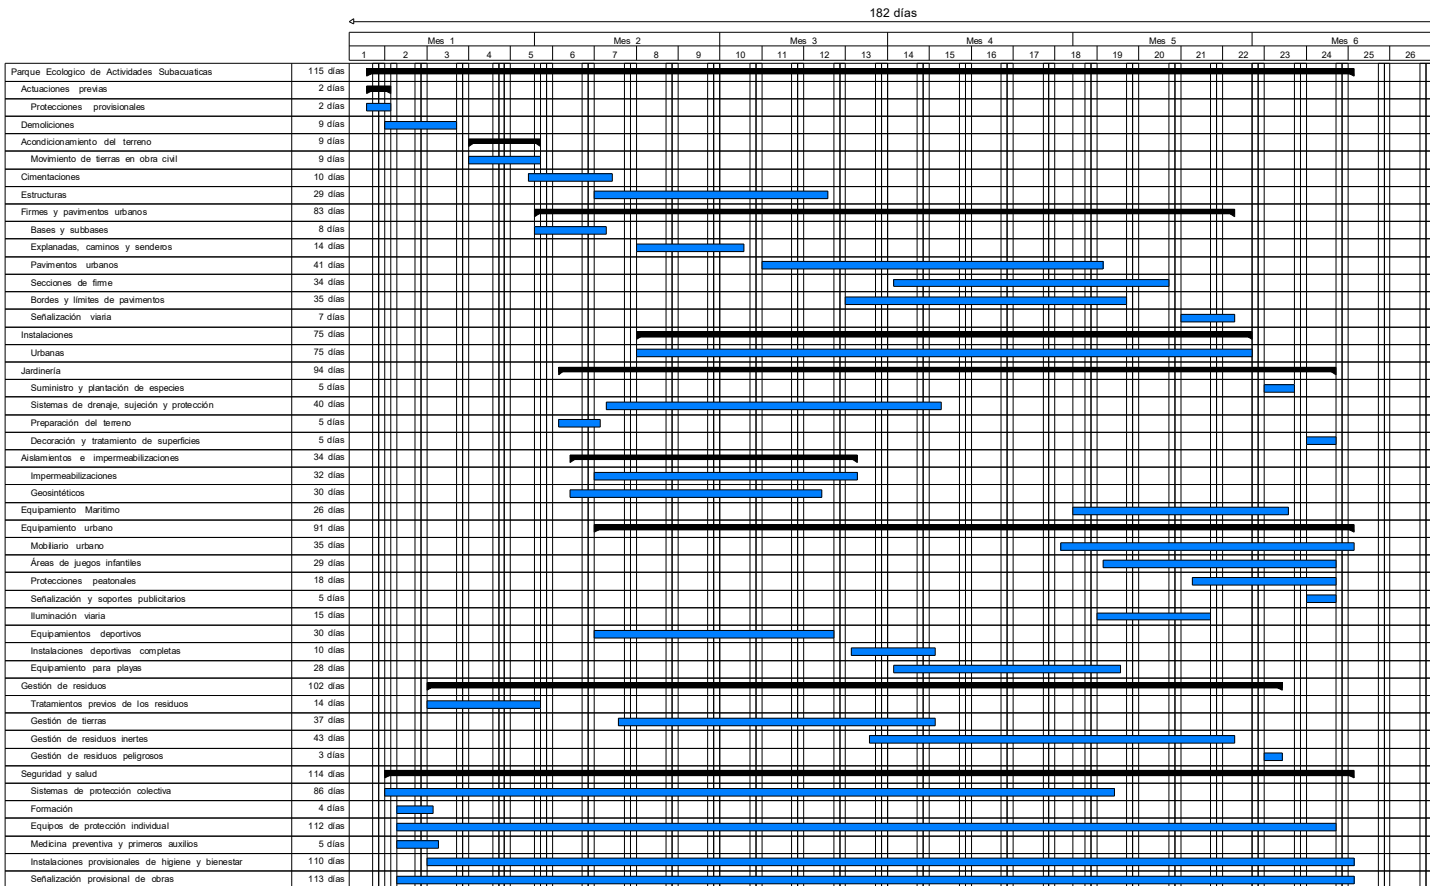 182 días
Mes 1 Mes 2 Mes 3 Mes 4 Mes 5 Mes 6
1 2 3 4 5 6 7 8 9 10 11 12 13 14 15 16 17 18 19 20 21 22 23 24 25 26
Parque Ecologico de Actividades Subacuaticas 115 días
Actuaciones previas 2 días
Protecciones provisionales 2 días
Demoliciones 9 días
Acondicionamiento del terreno 9 días
Movimiento de tierras en obra civil 9 días
Cimentaciones 10 días
Estructuras 29 días
Firmes y pavimentos urbanos 83 días
Bases y subbases 8 días
Explanadas, caminos y senderos 14 días
Pavimentos urbanos 41 días
Secciones de firme 34 días
Bordes y límites de pavimentos 35 días
Señalización viaria 7 días
Instalaciones 75 días
Urbanas 75 días
Jardinería 94 días
Suministro y plantación de especies 5 días
Sistemas de drenaje, sujeción y protección 40 días
Preparación del terreno 5 días
Decoración y tratamiento de superficies 5 días
Aislamientos e impermeabilizaciones 34 días
Impermeabilizaciones 32 días
Geosintéticos 30 días
Equipamiento Maritimo 26 días
Equipamiento urbano 91 días
Mobiliario urbano 35 días
Áreas de juegos infantiles 29 días
Protecciones peatonales 18 días
Señalización y soportes publicitarios 5 días
Iluminación viaria 15 días
Equipamientos deportivos 30 días
Instalaciones deportivas completas 10 días
Equipamiento para playas 28 días
Gestión de residuos 102 días
Tratamientos previos de los residuos 14 días
Gestión de tierras 37 días
Gestión de residuos inertes 43 días
Gestión de residuos peligrosos 3 días
Seguridad y salud 114 días
Sistemas de protección colectiva 86 días
Formación 4 días
Equipos de protección individual 112 días
Medicina preventiva y primeros auxilios 5 días
Instalaciones provisionales de higiene y bienestar 110 días
Señalización provisional de obras 113 días